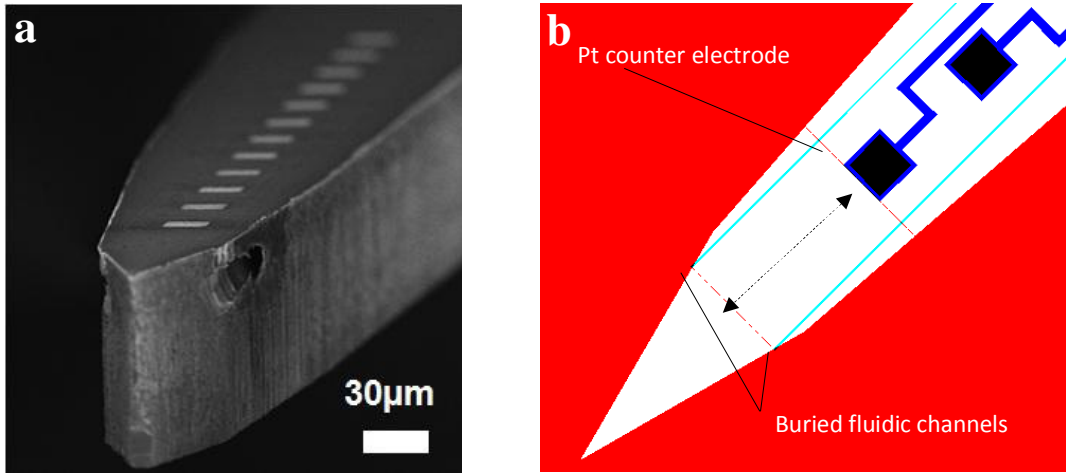 a
30µm
b
Pt counter electrode
Buried fluidic channels